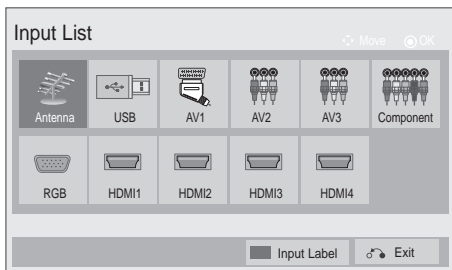 Input List
Move OK
Antenna USB AV1 AV2 AV3 Component
RGB HDMI1 HDMI2 HDMI3 HDMI4
Input Label Exit